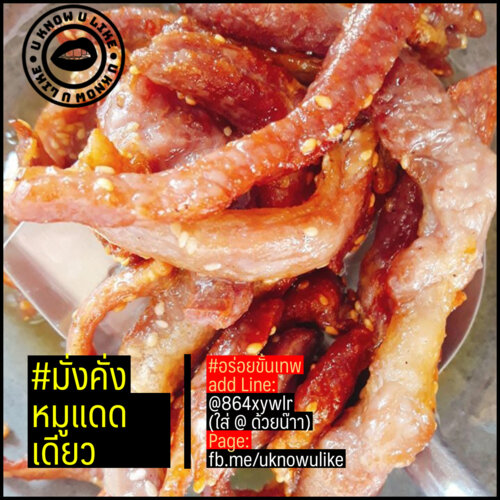 U KNOW U LIKE • U KNOW U LIKE •
#มั่งคั่ง
หมูแดด
เดียว
#อร่อยขั้นเทพ
add Line:
@864xywlr
(ใส่ @ ด้วยน๊าา)
Page:
fb.me/uknowulike